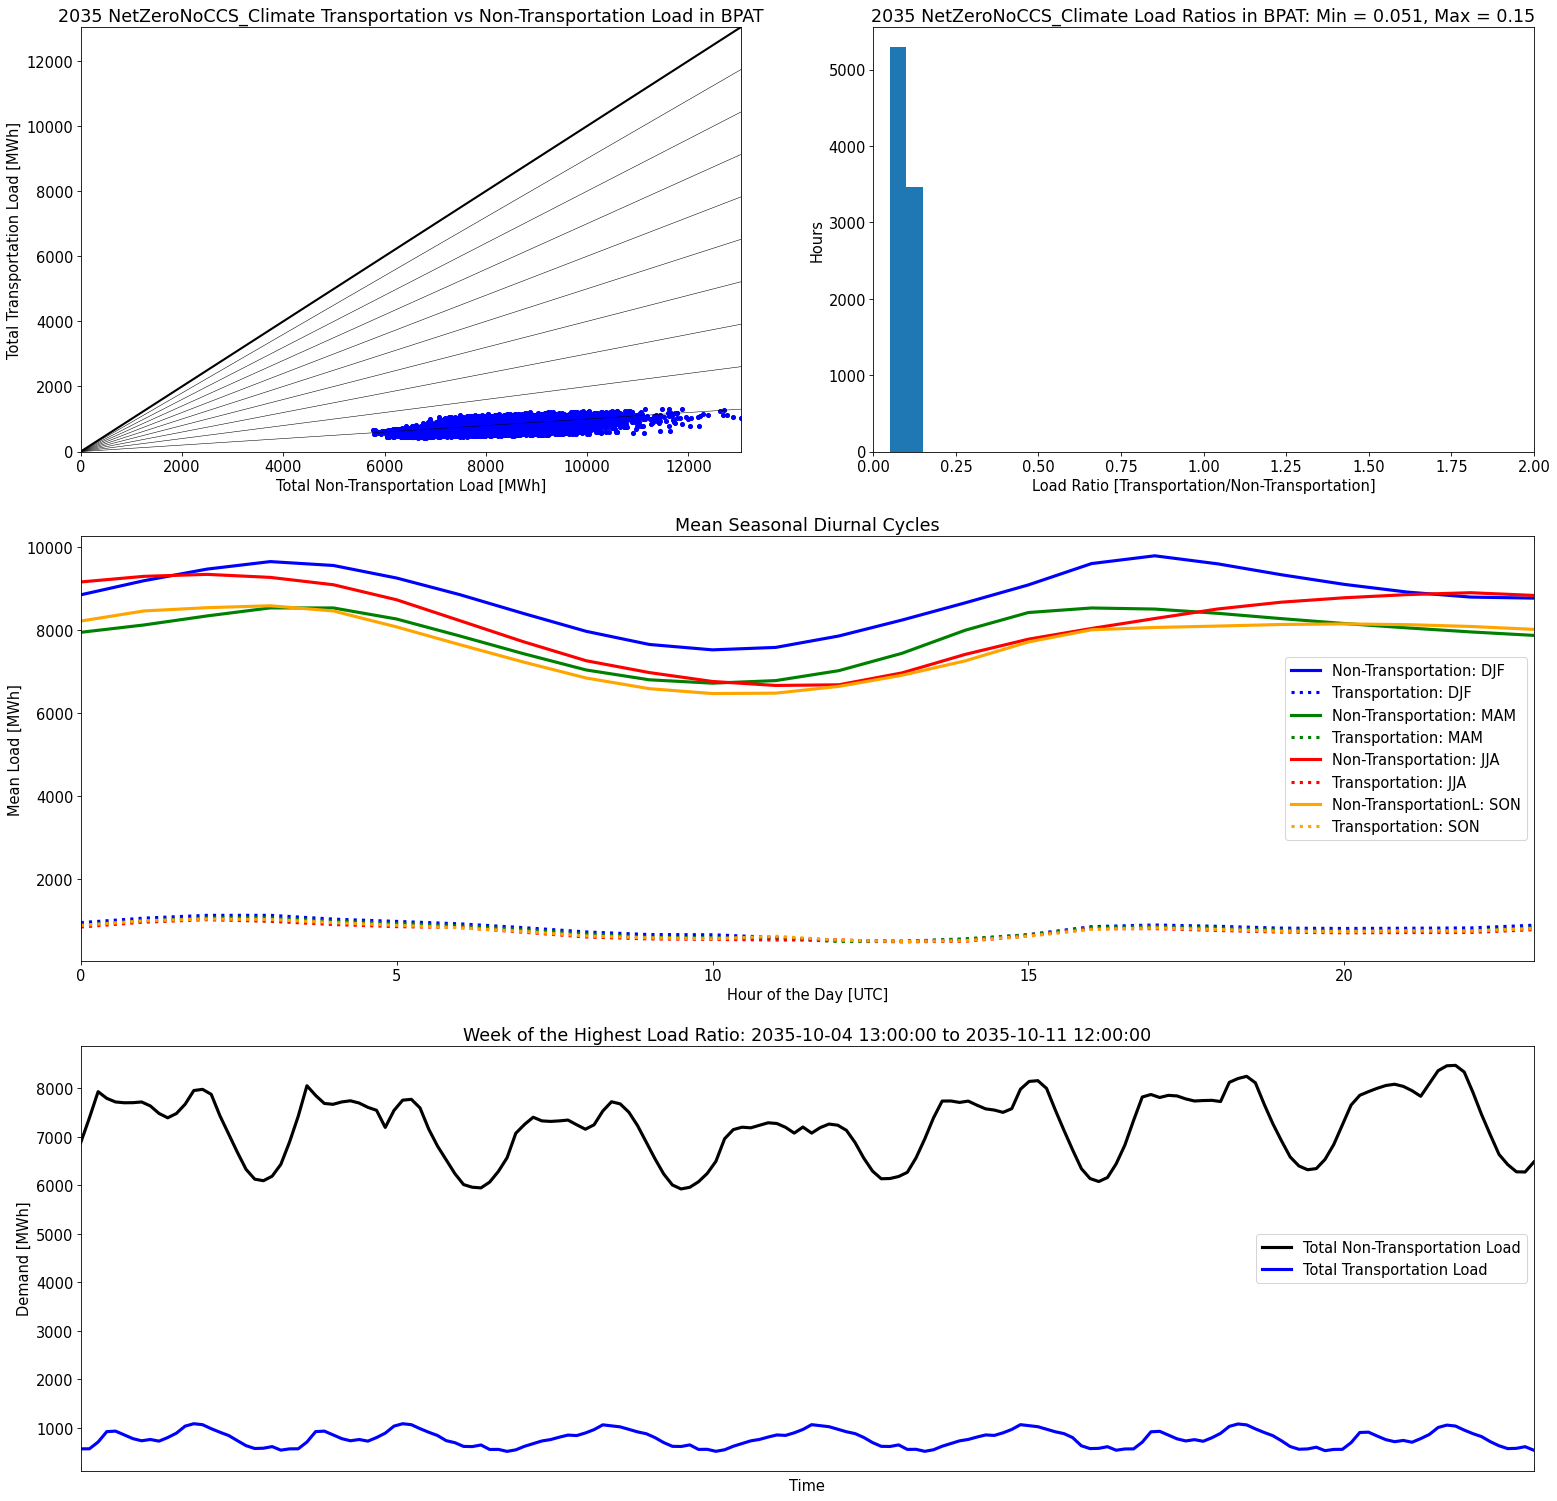 2035 NetZeroNoCCS_Climate Transportation vs Non-Transportation Load in BPAT
Total Transportation Load [MWh]
12000
10000
8000
6000
4000
2000
0
0 2000 4000 6000 8000 10000 12000
Total Non-Transportation Load [MWh]
2035 NetZeroNoCCS_Climate Load Ratios in BPAT: Min = 0.051, Max = 0.15
Hours
5000
4000
3000
2000
1000
0
0.00 0.25 0.50 0.75 1.00 1.25 1.50 1.75 2.00
Load Ratio [Transportation/Non-Transportation]
Mean Seasonal Diurnal Cycles
Mean Load [MWh]
10000
8000
6000
4000
2000
Non-Transportation: DJF
Transportation: DJF
Non-Transportation: MAM
Transportation: MAM
Non-Transportation: JJA
Transportation: JJA
Non-TransportationL: SON
Transportation: SON
0 5 10 15 20
Hour of the Day [UTC]
Week of the Highest Load Ratio: 2035-10-04 13:00:00 to 2035-10-11 12:00:00
Demand [MWh]
8000
7000
6000
5000
4000
3000
2000
1000
Total Non-Transportation Load
Total Transportation Load
Time